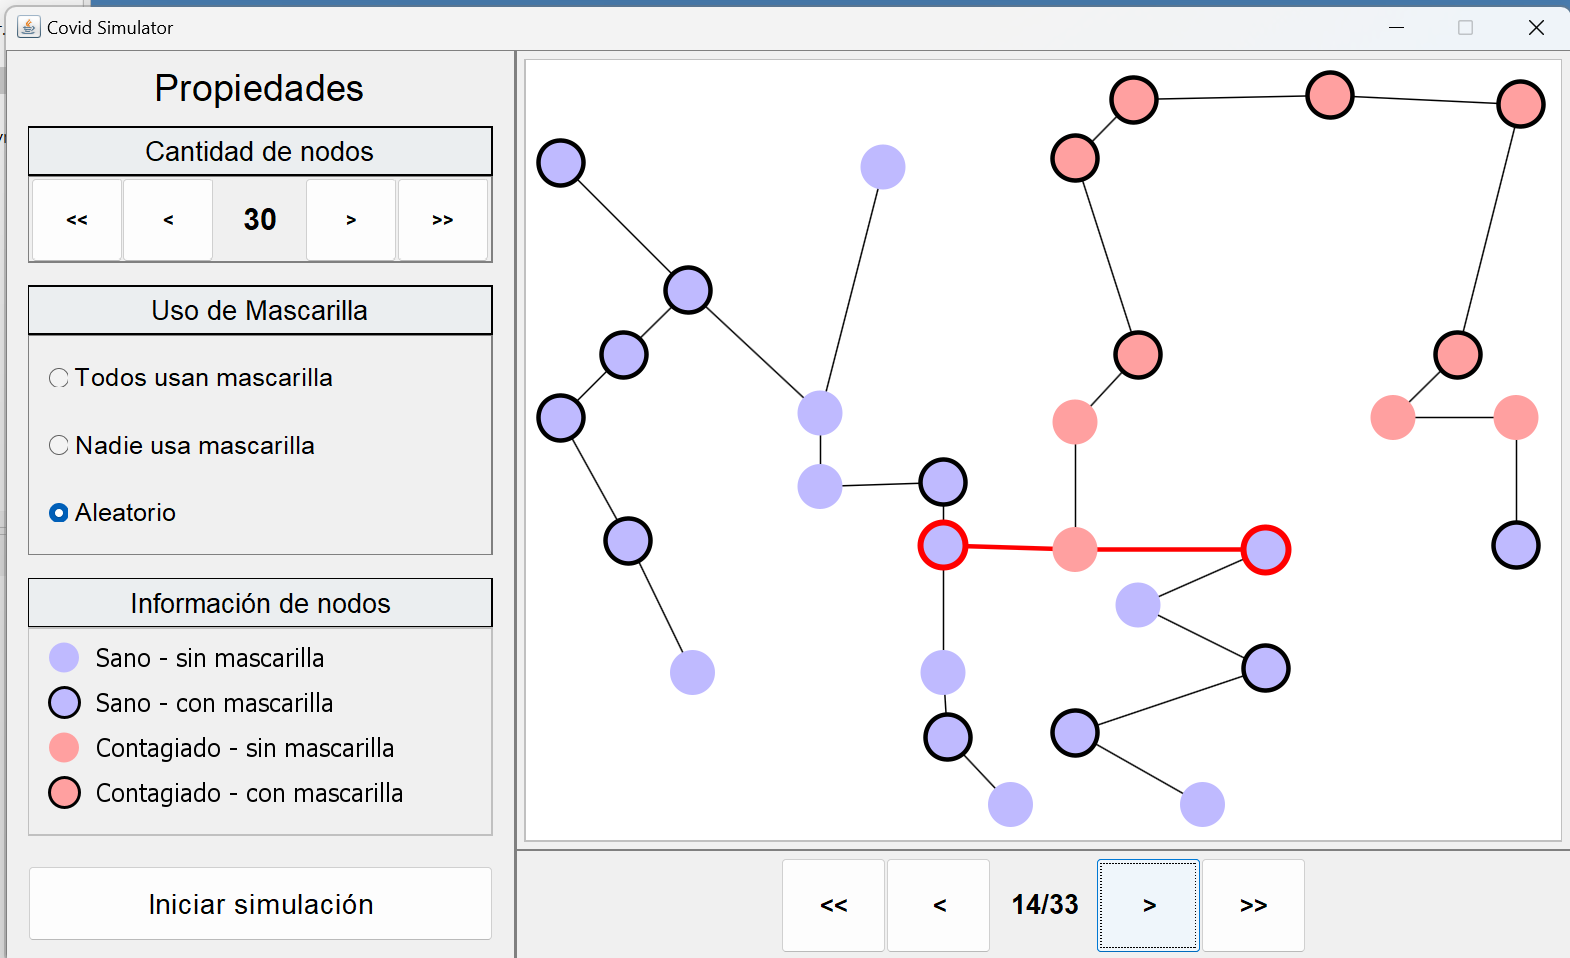 Covid Simulator
Propiedades
Cantidad de nodos
<< < 30 > >>
Uso de Mascarilla
Todos usan mascarilla
Nadie usa mascarilla
Aleatorio
Información de nodos
Sano - sin mascarilla
Sano - con mascarilla
Contagiado - sin mascarilla
Contagiado - con mascarilla
Iniciar simulación
<< < 14/33 > >>